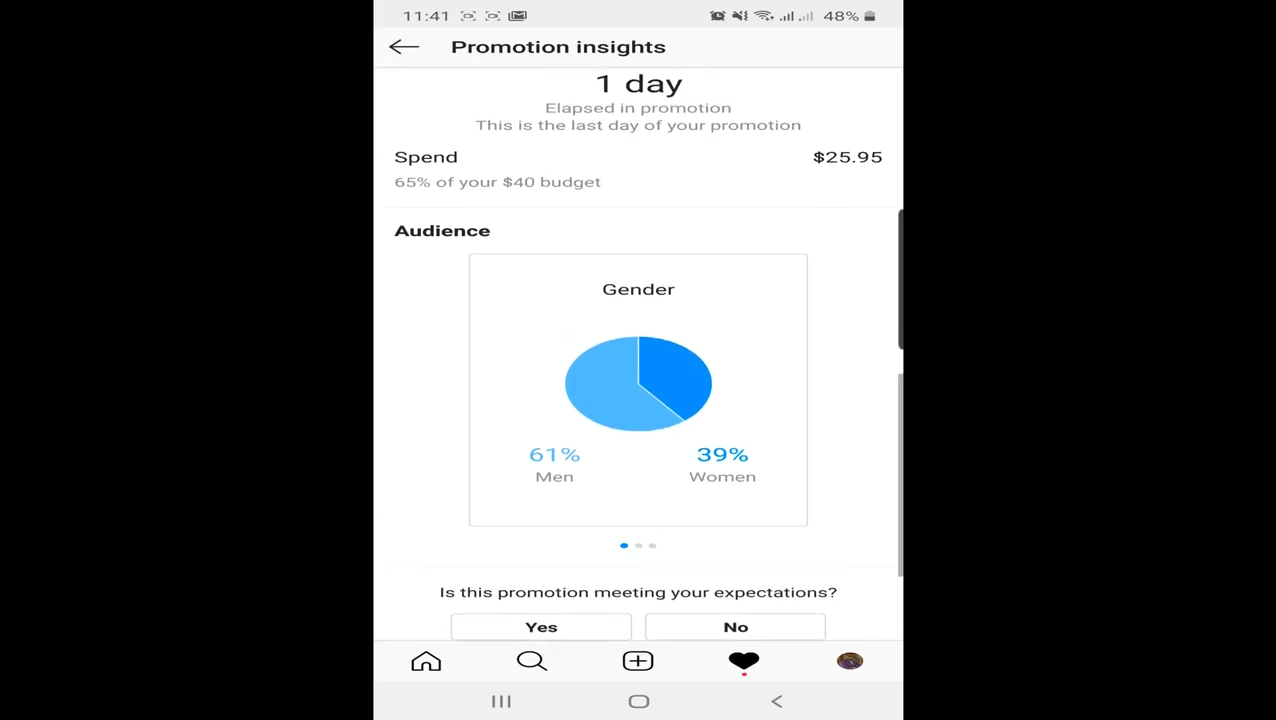 11:41 48%
Promotion insights
1 day
Elapsed in promotion
This is the last day of your promotion
Spend $25.95
65% of your $40 budget
Audience
Gender
61% 39%
Men Women
Is this promotion meeting your expectations?
Yes No